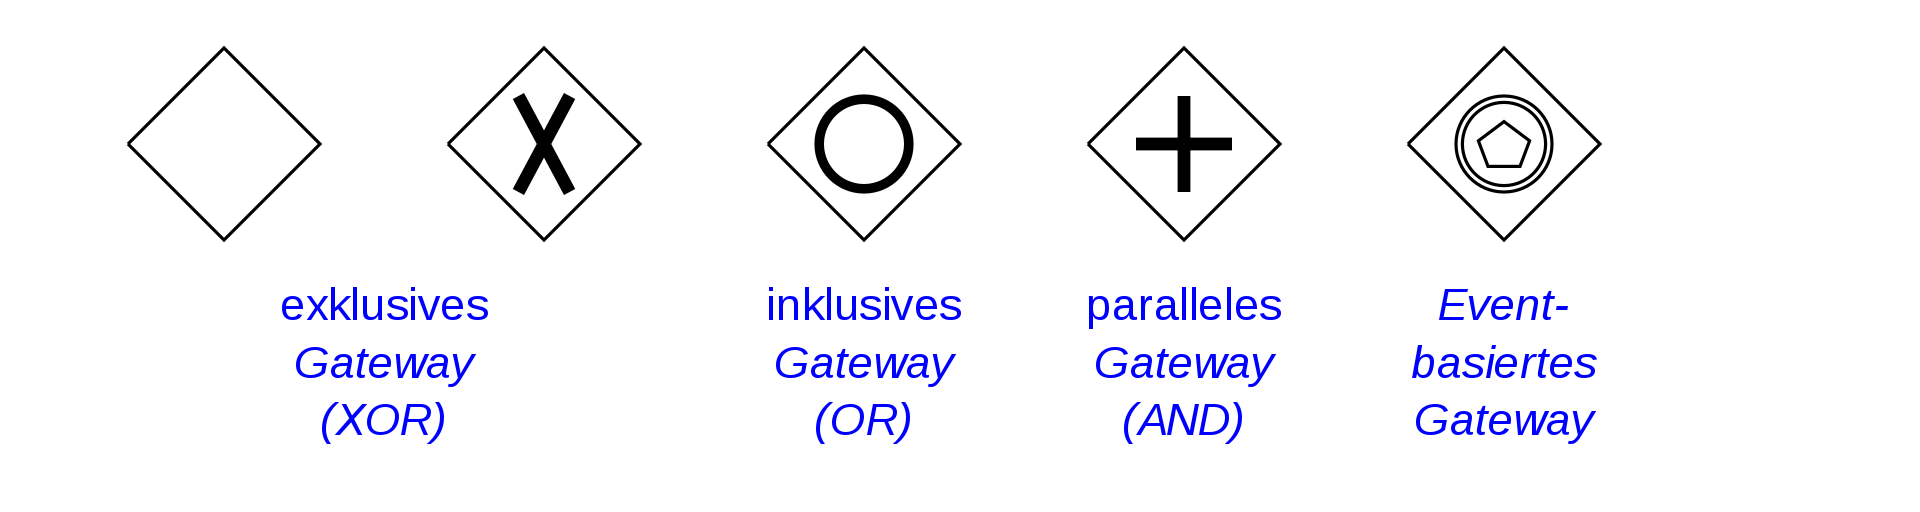 exklusives
Gateway
(XOR)
inklusives
Gateway
(OR)
paralleles
Gateway
(AND)
Event-
basiertes
Gateway